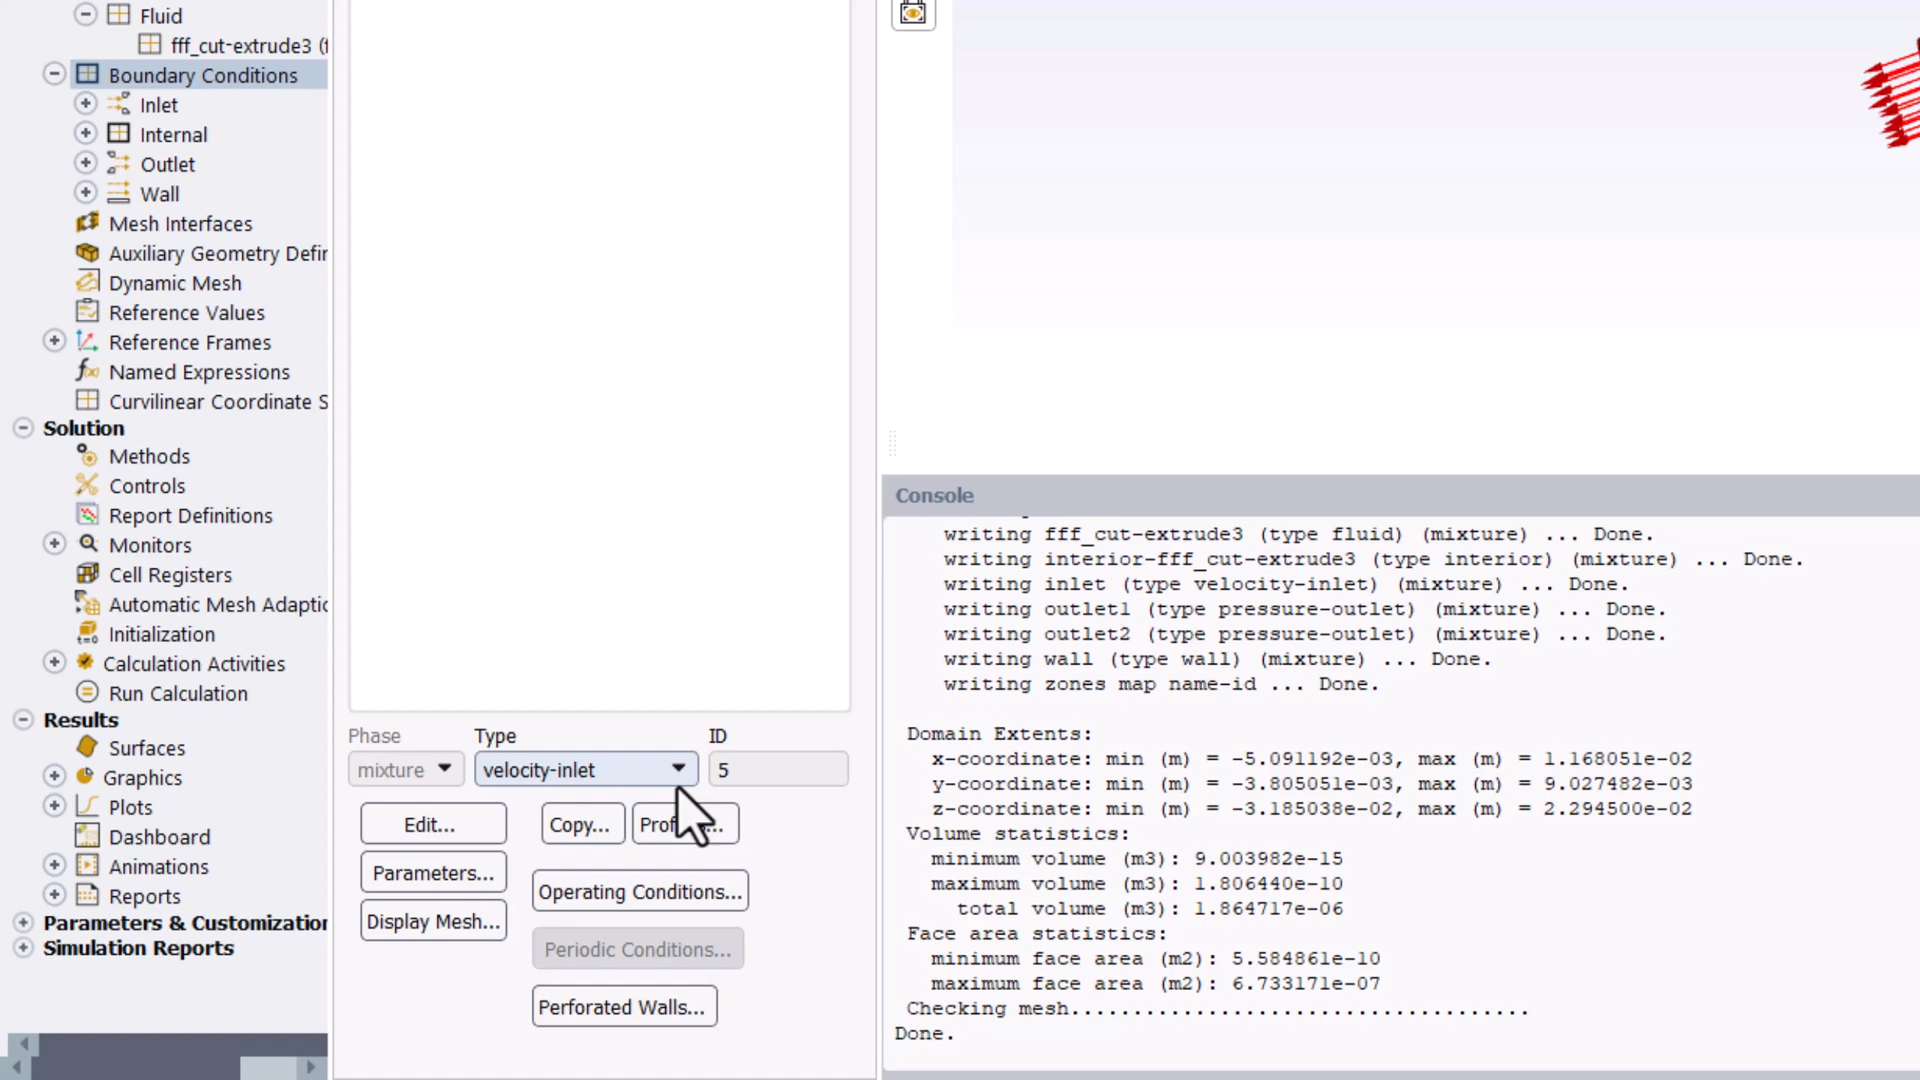 Fluid
fff_cut-extrude3 (f
Boundary Conditions
Inlet
Internal
Outlet
Wall
Mesh Interfaces
Auxiliary Geometry Defir
Dynamic Mesh
Reference Values
Reference Frames
Named Expressions
Curvilinear Coordinate S
Solution
Methods
Controls
Report Definitions
Monitors
Cell Registers
Automatic Mesh Adaptic
Initialization
Calculation Activities
Run Calculation
Results
Surfaces
Graphics
Plots
Dashboard
Animations
Reports
Parameters & Customization
Simulation Reports
Phase Type ID
mixture velocity-inlet 5
Edit... Copy...
Parameters...
Operating Conditions...
Display Mesh...
Periodic Conditions...
Perforated Walls...
Console
writing fff_cut-extrude3 (type fluid) (mixture) ... Done.
writing interior-fff_cut-extrude3 (type interior) (mixture) ... Done.
writing inlet (type velocity-inlet) (mixture) ... Done.
writing outlet1 (type pressure-outlet) (mixture) ... Done.
writing outlet2 (type pressure-outlet) (mixture) ... Done.
writing wall (type wall) (mixture) ... Done.
writing zones map name-id ... Done.
Domain Extents:
x-coordinate: min (m) = -5.091192e-03, max (m) = 1.168051e-02
y-coordinate: min (m) = -3.805051e-03, max (m) = 9.027482e-03
z-coordinate: min (m) = -3.185038e-02, max (m) = 2.294500e-02
Volume statistics:
minimum volume (m3): 9.003982e-15
maximum volume (m3): 1.806440e-10
total volume (m3): 1.864717e-06
Face area statistics:
minimum face area (m2): 5.584861e-10
maximum face area (m2): 6.733171e-07
Checking mesh.....................................
Done.